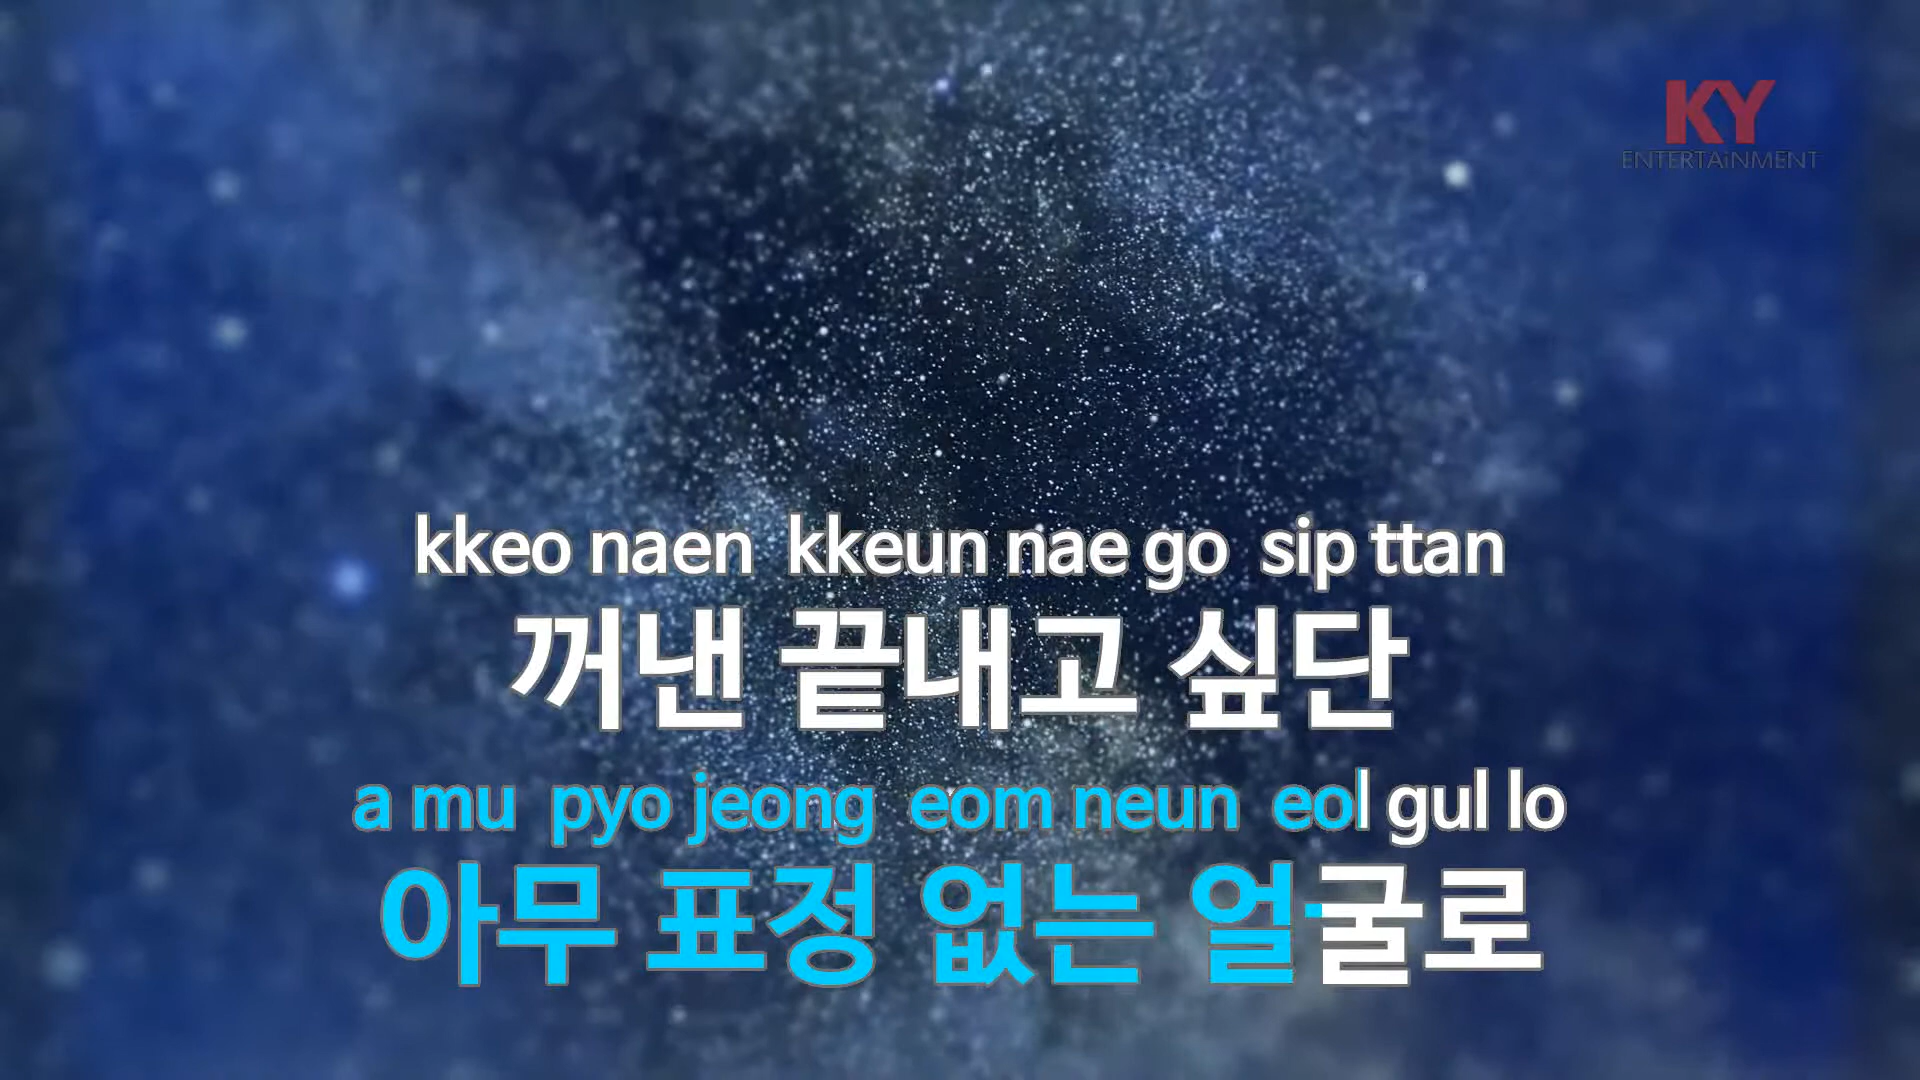 KY
ENTERTAiNMENT
kkeo naen kkeun nae go sip ttan
꺼낸 끝내고 싶단
a mu pyo jeong eom neun eol gul lo
아무 표정 없는 얼굴로